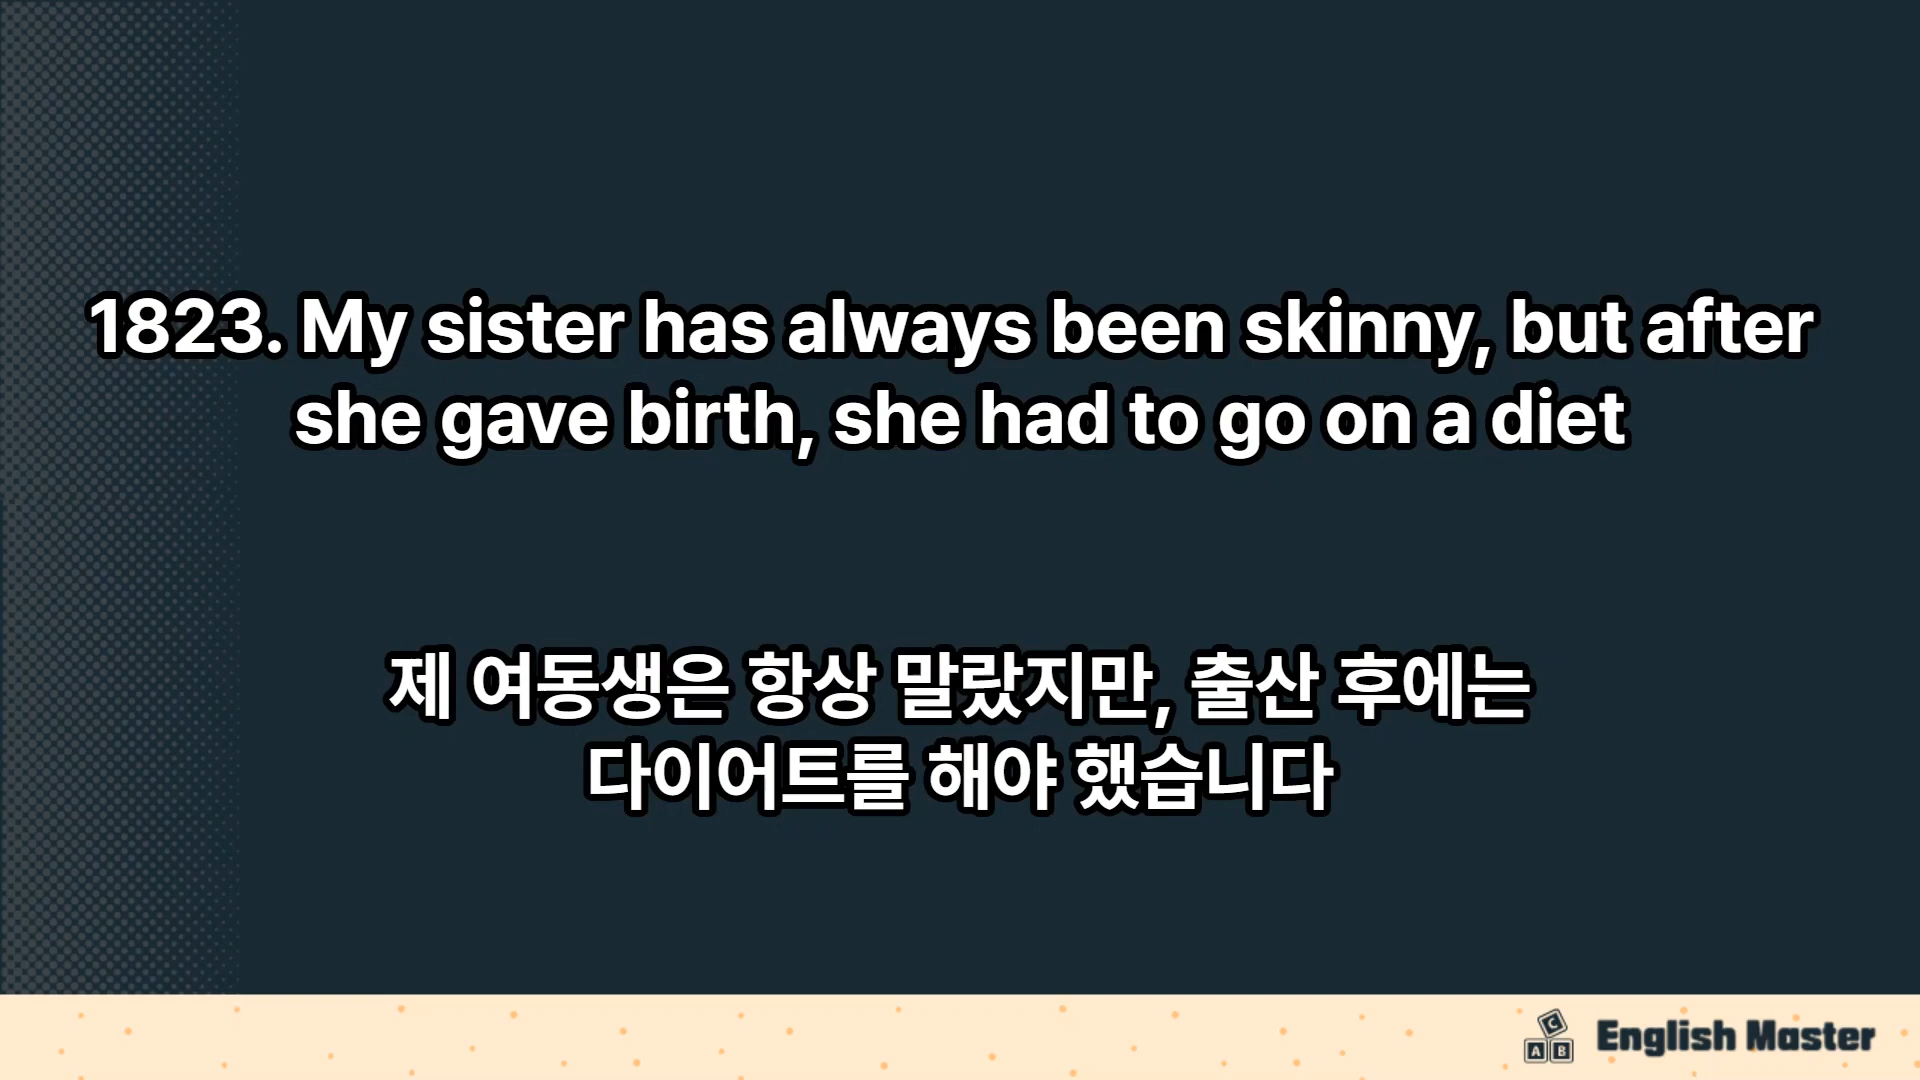 1823. My sister has always been skinny, but after
she gave birth, she had to go on a diet
제 여동생은 항상 말랐지만, 출산 후에는
다이어트를 해야 했습니다
C
A B
English Master